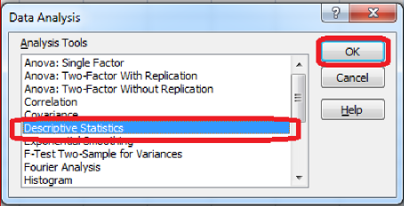 Data Analysis
Analysis Tools
Anova: Single Factor
Anova: Two-Factor With Replication
Anova: Two-Factor Without Replication
Correlation
Covariance
Descriptive Statistics
Exponential Smoothing
F-Test Two-Sample for Variances
Fourier Analysis
Histogram
OK
Cancel
Help